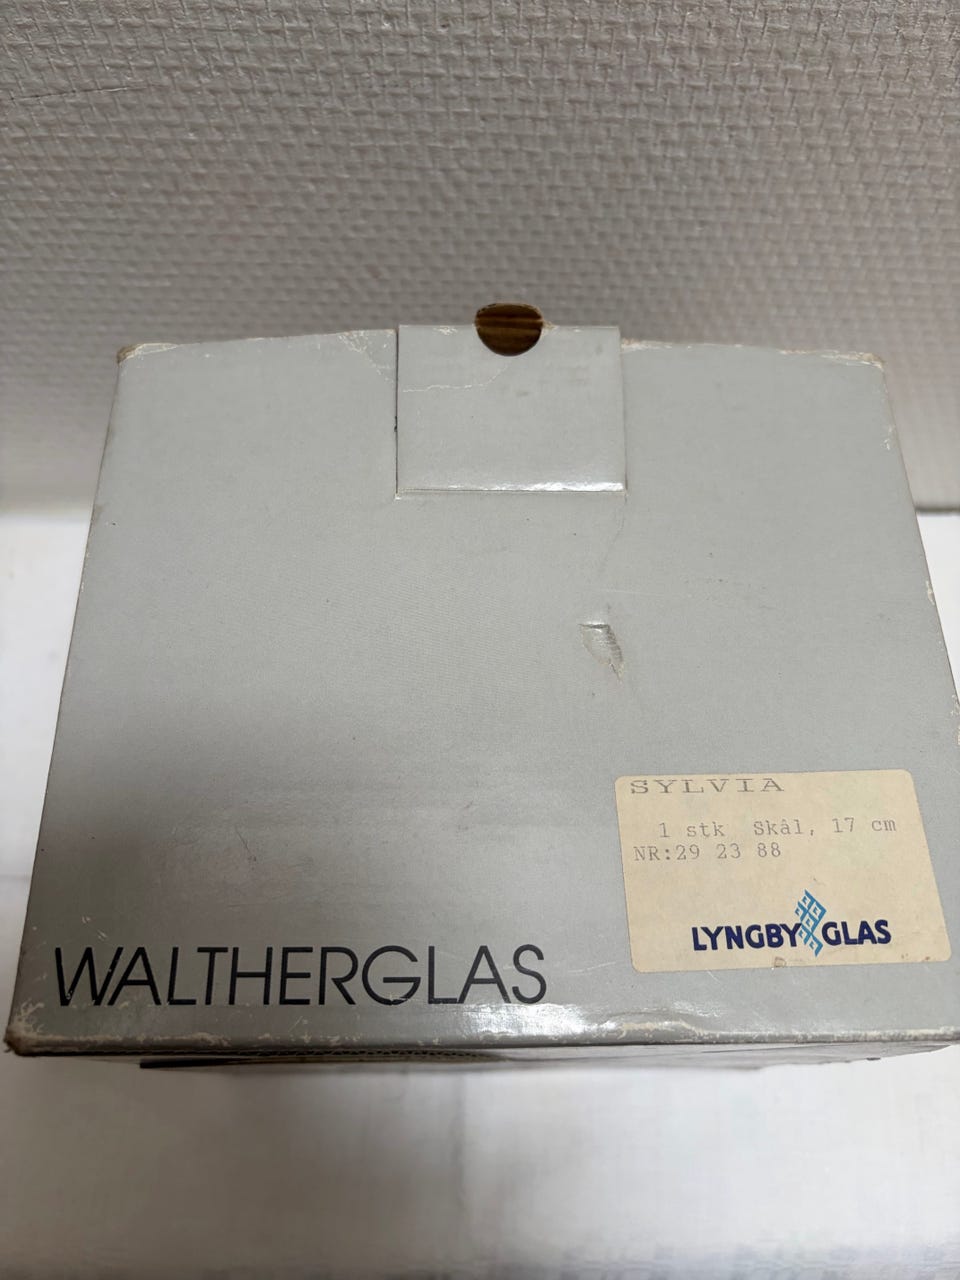 SYLVIA
1 stk Skål, 17 cm
NR:29 23 88
LYNGBY GLAS
WALTHERGLAS